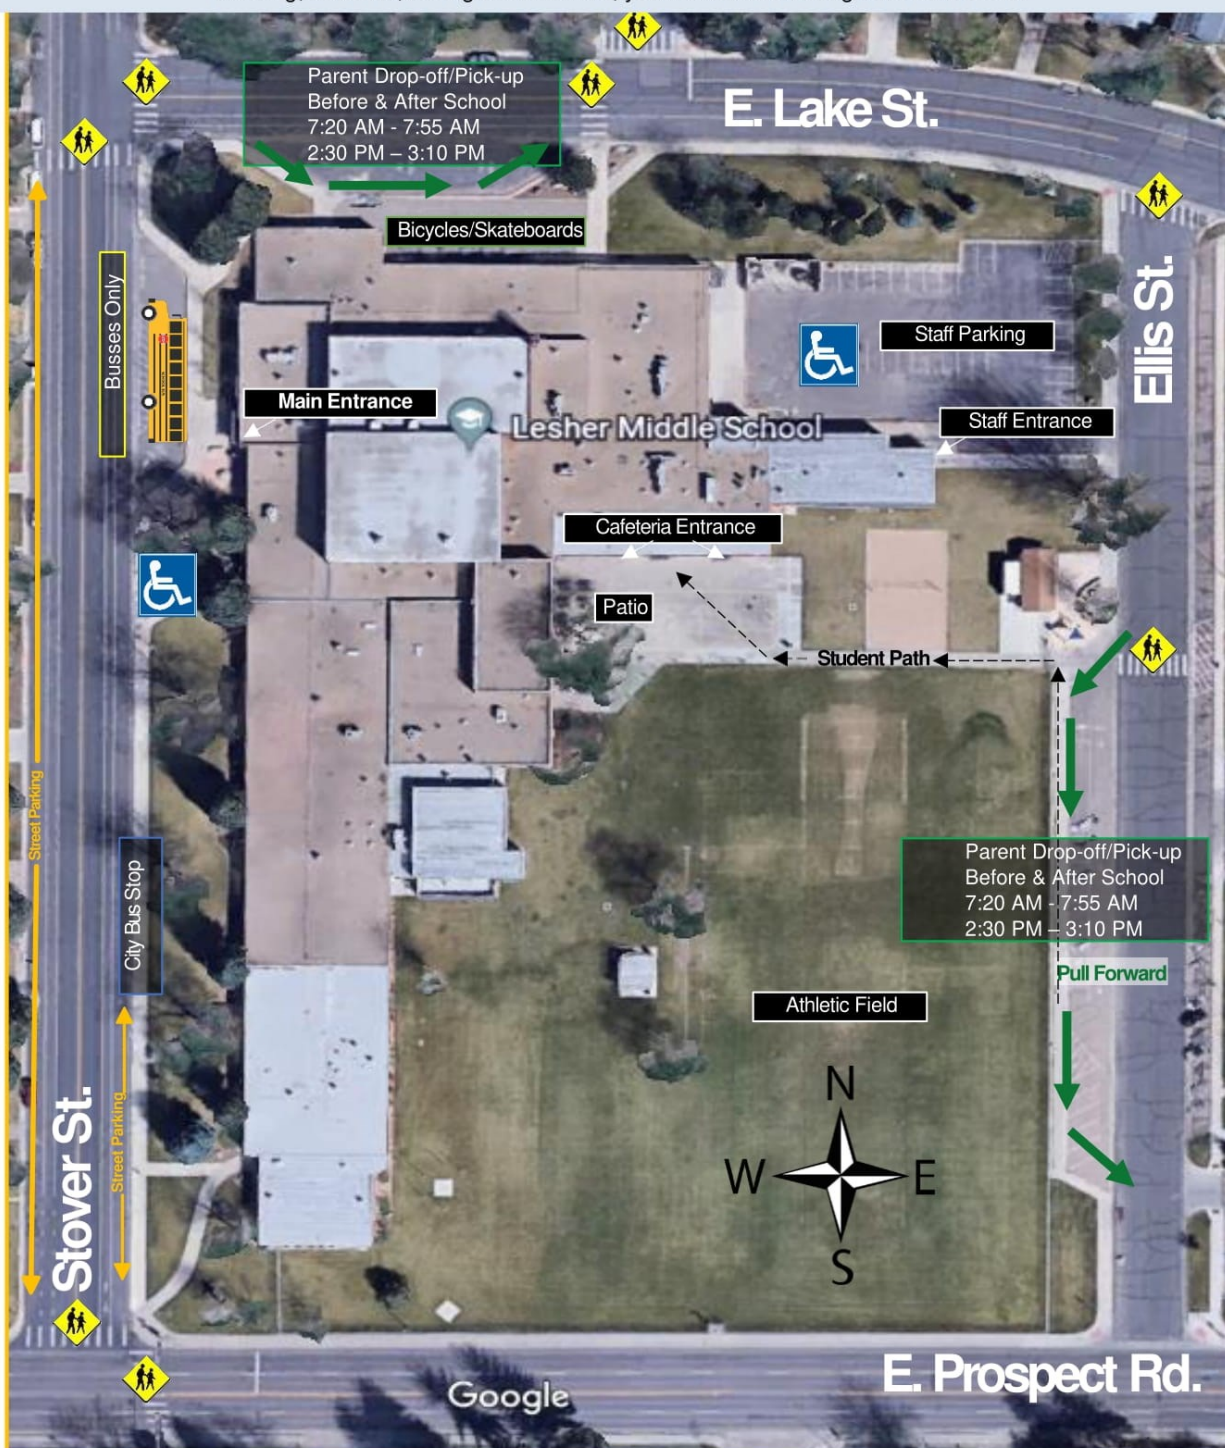 Parent Drop-off/Pick-up
Before & After School
7:20 AM - 7:55 AM
2:30 PM – 3:10 PM
E. Lake St.
Bicycles/Skateboards
Busses Only
Ellis St.
Staff Parking
Main Entrance
Lesher Middle School
Staff Entrance
Cafeteria Entrance
Patio
Student Path
Street Parking
City Bus Stop
Parent Drop-off/Pick-up
Before & After School
7:20 AM - 7:55 AM
2:30 PM – 3:10 PM
Pull Forward
Athletic Field
N
W
E
S
Street Parking
Stover St.
E. Prospect Rd.
Google